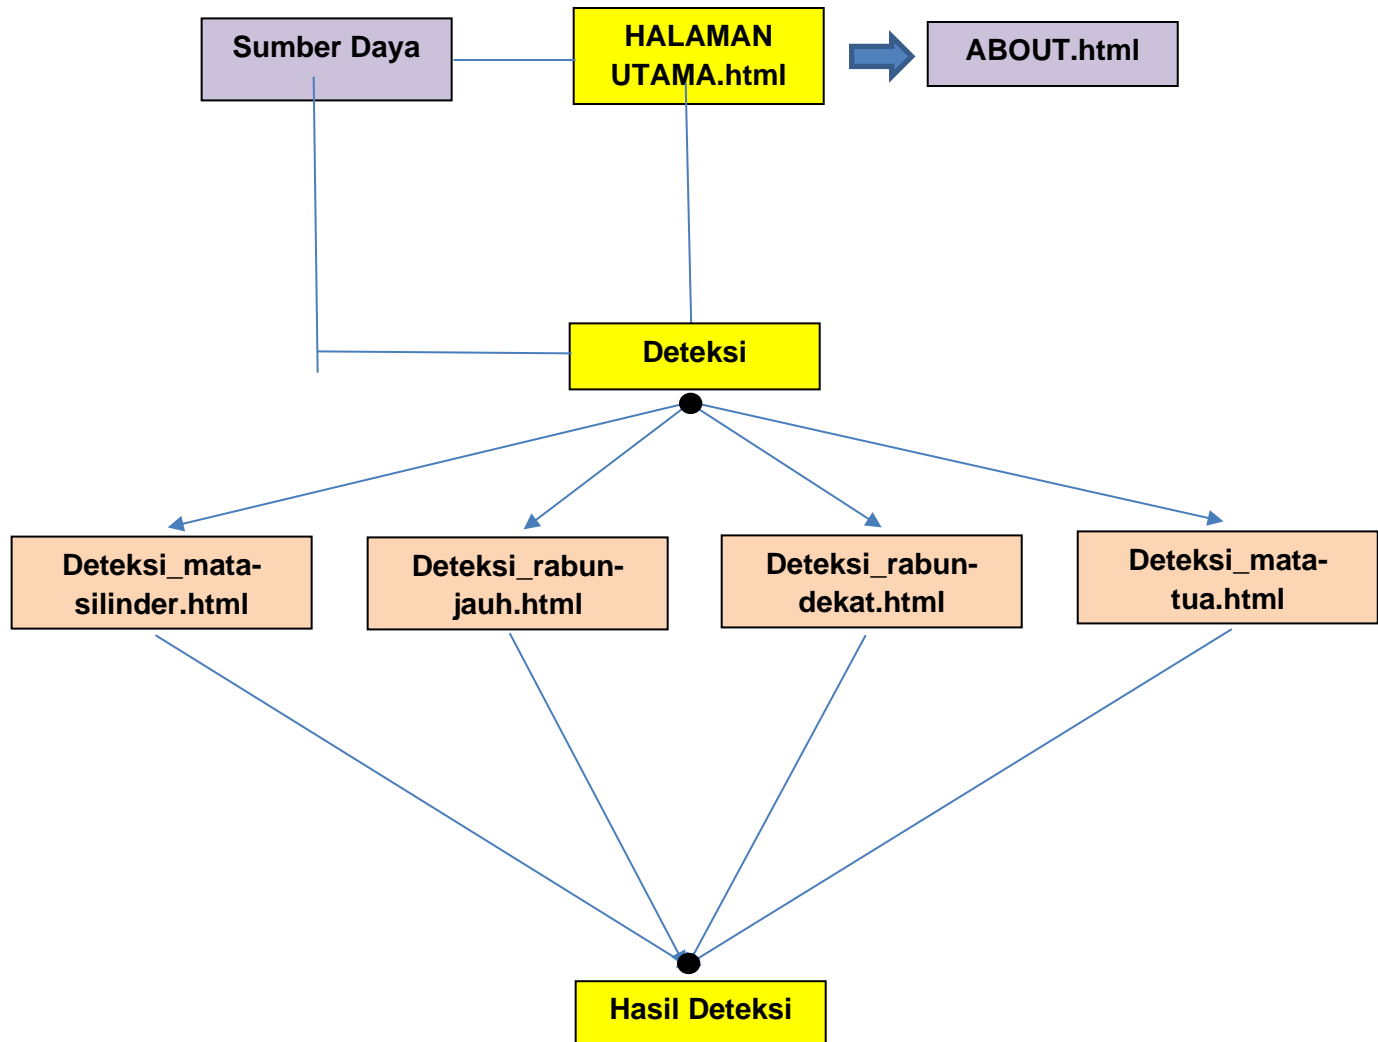 Sumber Daya
HALAMAN
UTAMA.html
ABOUT.html
Deteksi
Deteksi_mata-
silinder.html
Deteksi_rabun-
jauh.html
Deteksi_rabun-
dekat.html
Deteksi_mata-
tua.html
Hasil Deteksi